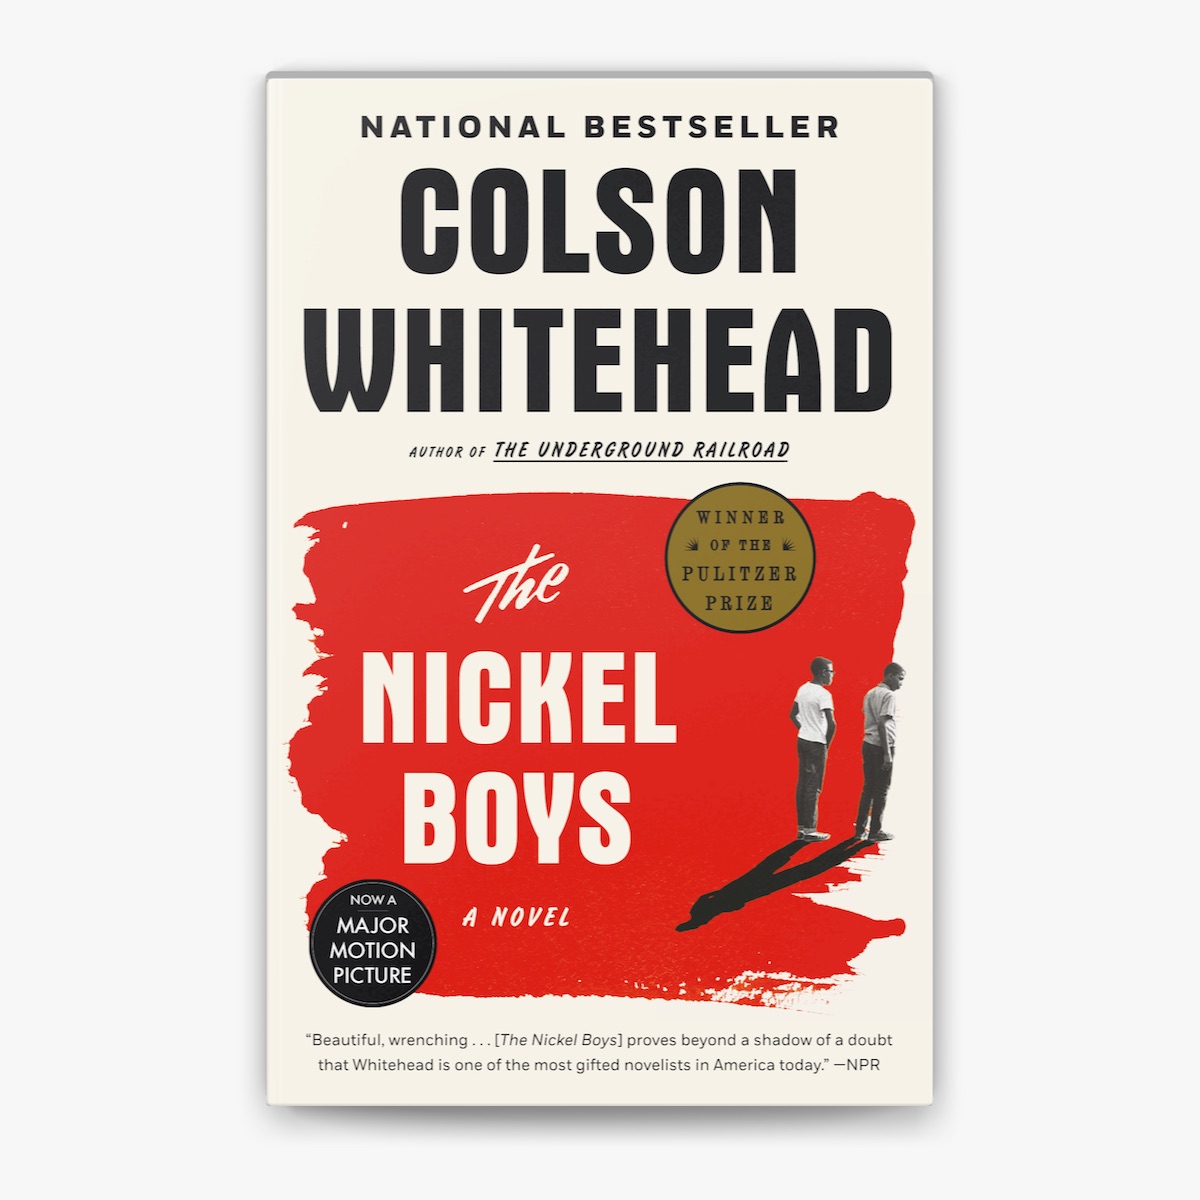 NATIONAL BESTSELLER
COLSON
WHITEHEAD
AUTHOR OF THE UNDERGROUND RAILROAD
WINNER
OF THE
PULITZER
PRIZE
The
NICKEL
BOYS
A NOVEL
NOW A
MAJOR
MOTION
PICTURE
“Beautiful, wrenching . . . [The Nickel Boys] proves beyond a shadow of a doubt
that Whitehead is one of the most gifted novelists in America today.” —NPR